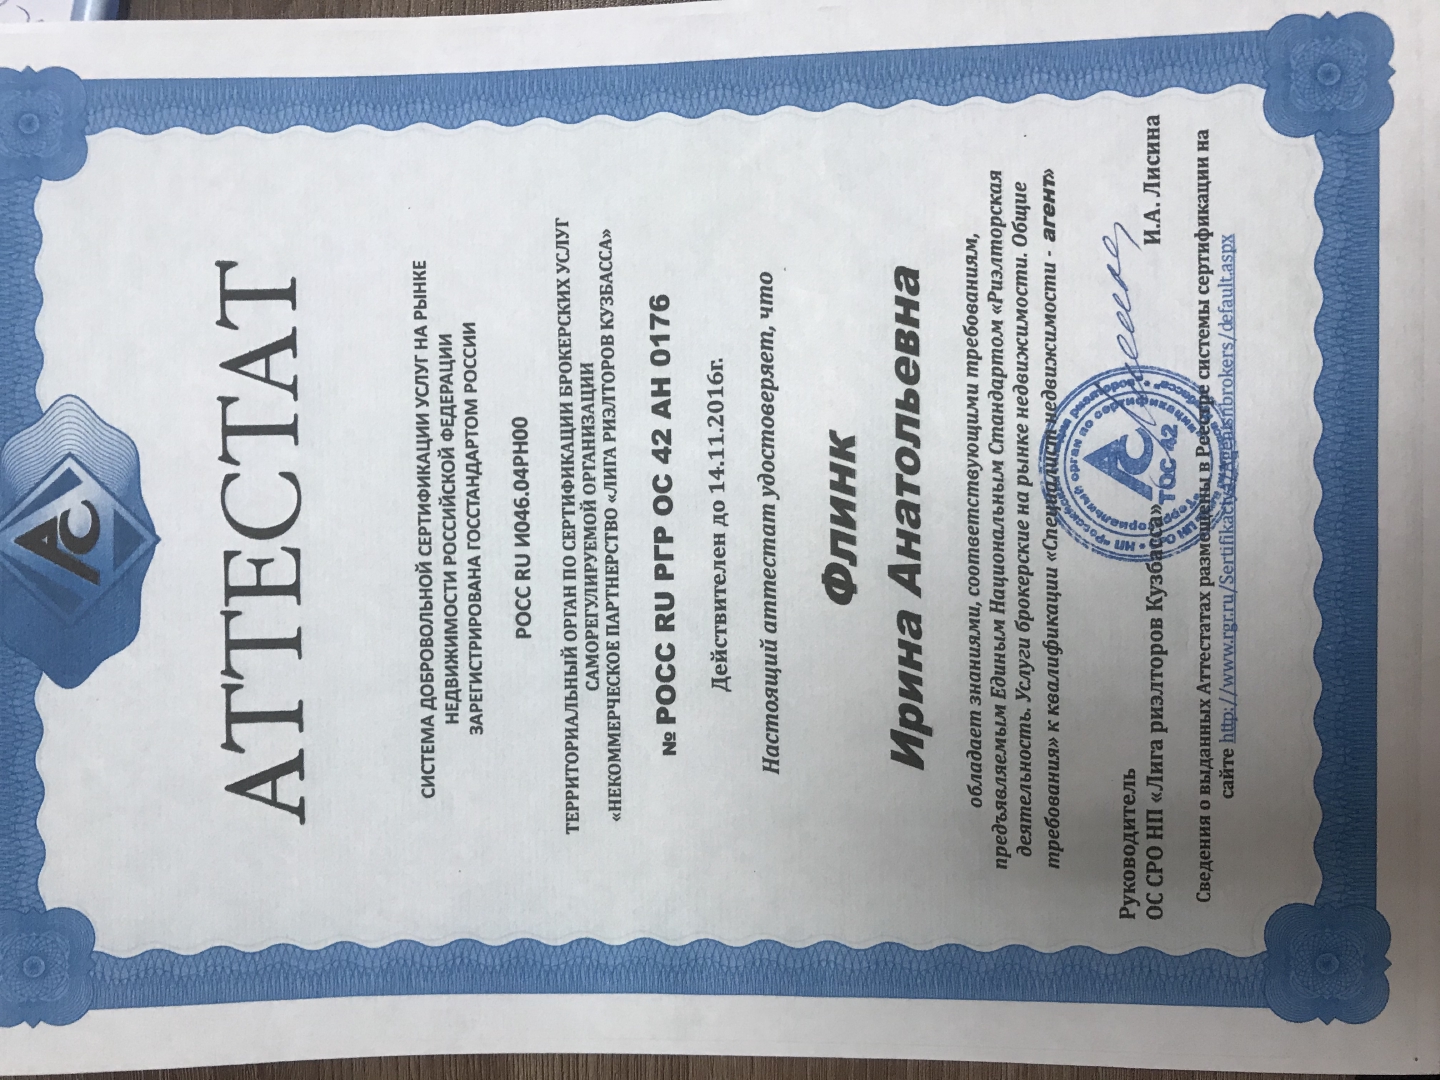 АС
АТТЕСТАТ
СИСТЕМА ДОБРОВОЛЬНОЙ СЕРТИФИКАЦИИ УСЛУГ НА РЫНКЕ
НЕДВИЖИМОСТИ РОССИЙСКОЙ ФЕДЕРАЦИИ
ЗАРЕГИСТРИРОВАНА ГОССТАНДАРТОМ РОССИИ
РОСС RU И046.04РН00
ТЕРРИТОРИАЛЬНЫЙ ОРГАН ПО СЕРТИФИКАЦИИ БРОКЕРСКИХ УСЛУГ
САМОРЕГУЛИРУЕМОЙ ОРГАНИЗАЦИИ
«НЕКОММЕРЧЕСКОЕ ПАРТНЕРСТВО «ЛИГА РИЭЛТОРОВ КУЗБАССА»
№ РОСС RU РГР ОС 42 АН 0176
Действителен до 14.11.2016г.
Настоящий аттестат удостоверяет, что
Флинк
Ирина Анатольевна
обладает знаниями, соответствующими требованиям,
предъявляемым Единым Национальным Стандартом «Риэлторская
деятельность. Услуги брокерские на рынке недвижимости. Общие
требования» к квалификации «Специалист недвижимости - агент»
Руководитель
ОС СРО НП «Лига риэлторов Кузбасса» И.А. Лисина
АС
ТОС 42
Сведения о выданных Аттестатах размещены в Реестре системы сертификации на
сайте http://www.rgr.ru/Sertifikaciya/AgentsBrokers/default.aspx